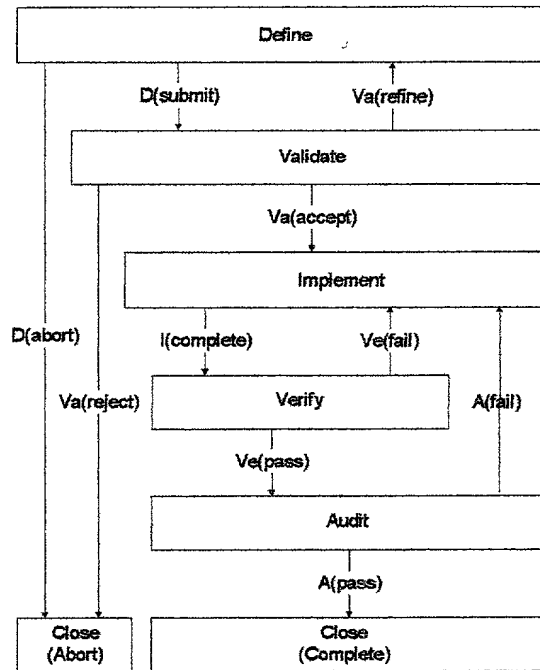 Define
D(submit) Va(refine)
Validate
Va(accept)
Implement
D(abort) I(complete) Ve(fail)
Va(reject) Verify A(fail)
Ve(pass)
Audit
A(pass)
Close Close
(Abort) (Complete)